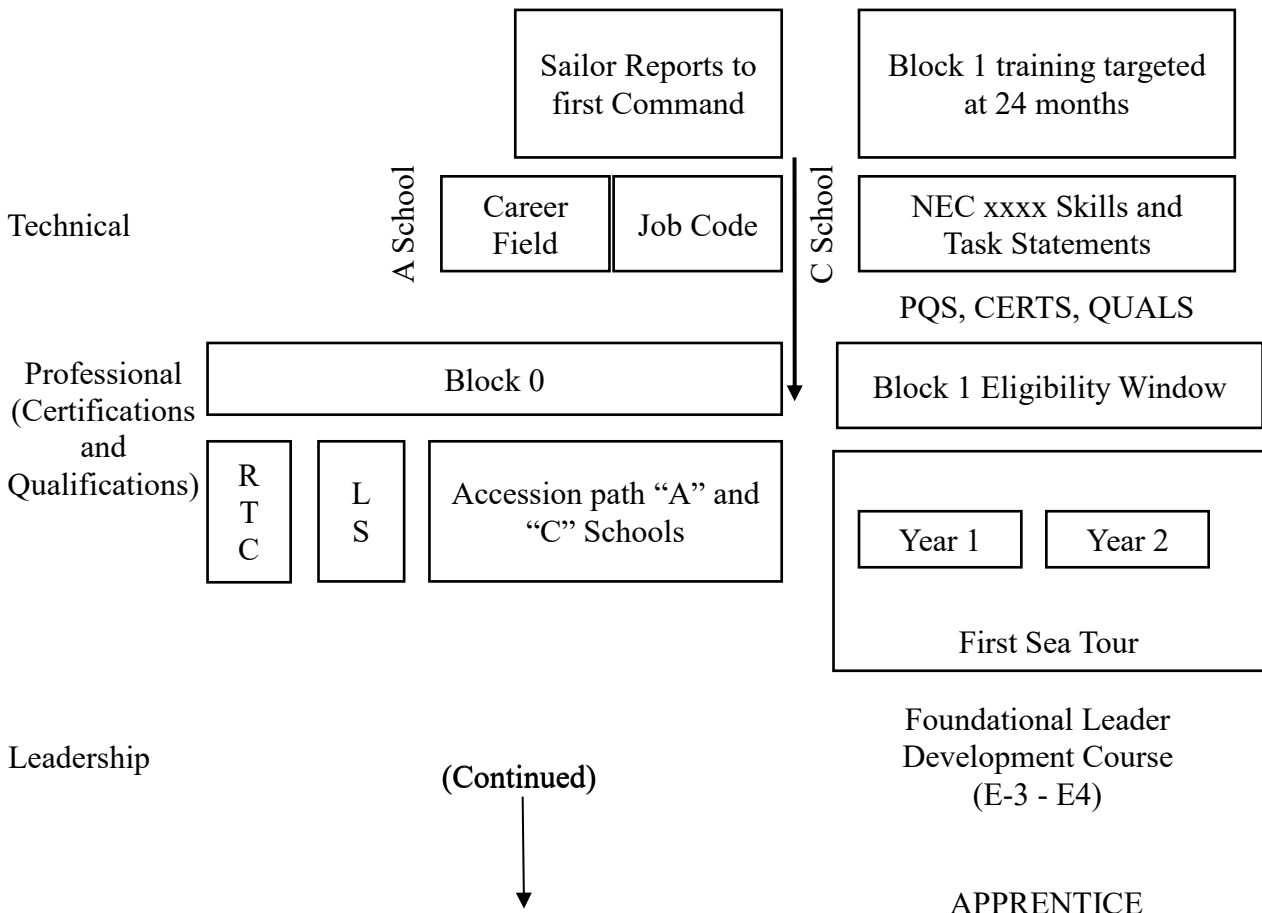 Sailor Reports to
first Command
Block 1 training targeted
at 24 months
Technical
A School
Career
Field
Job Code
C School
NEC xxxx Skills and
Task Statements
PQS, CERTS, QUALS
Professional
(Certifications
and
Qualifications)
Block 0
Block 1 Eligibility Window
R
T
C
L
S
Accession path “A” and
“C” Schools
Year 1
Year 2
First Sea Tour
Leadership
(Continued)
Foundational Leader
Development Course
(E-3 - E4)
APPRENTICE